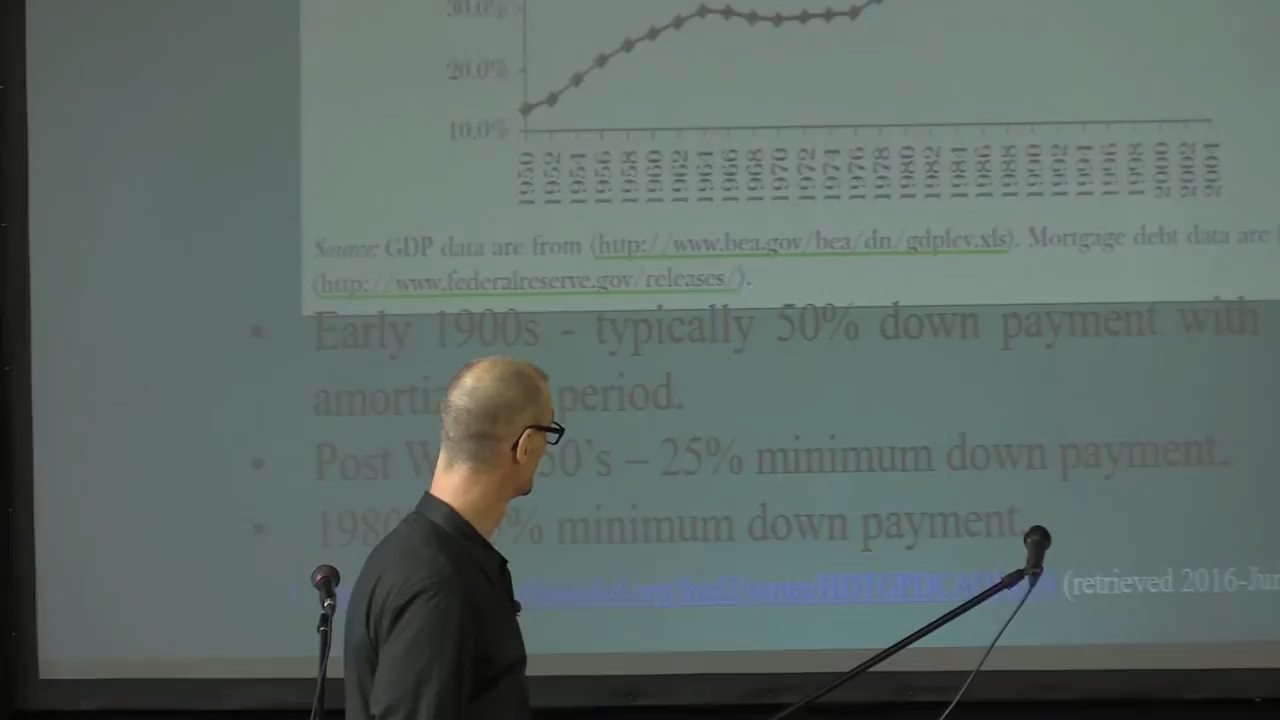 30.0%
20.0%
10.0%
1950 1952 1954 1956 1958 1960 1962 1964 1966 1968 1970 1972 1974 1976 1978 1980 1982 1984 1986 1988 1990 1992 1994 1996 1998 2000 2002 2004
Source: GDP data are from (http://www.bea.gov/bea/dn/gdplev.xls). Mortgage debt data are
(http://www.federalreserve.gov/releases/).
• Early 1900s - typically 50% down payment with
period.
• Post 50's – 25% minimum down payment.
• % minimum down payment.
(retrieved 2016-Jun